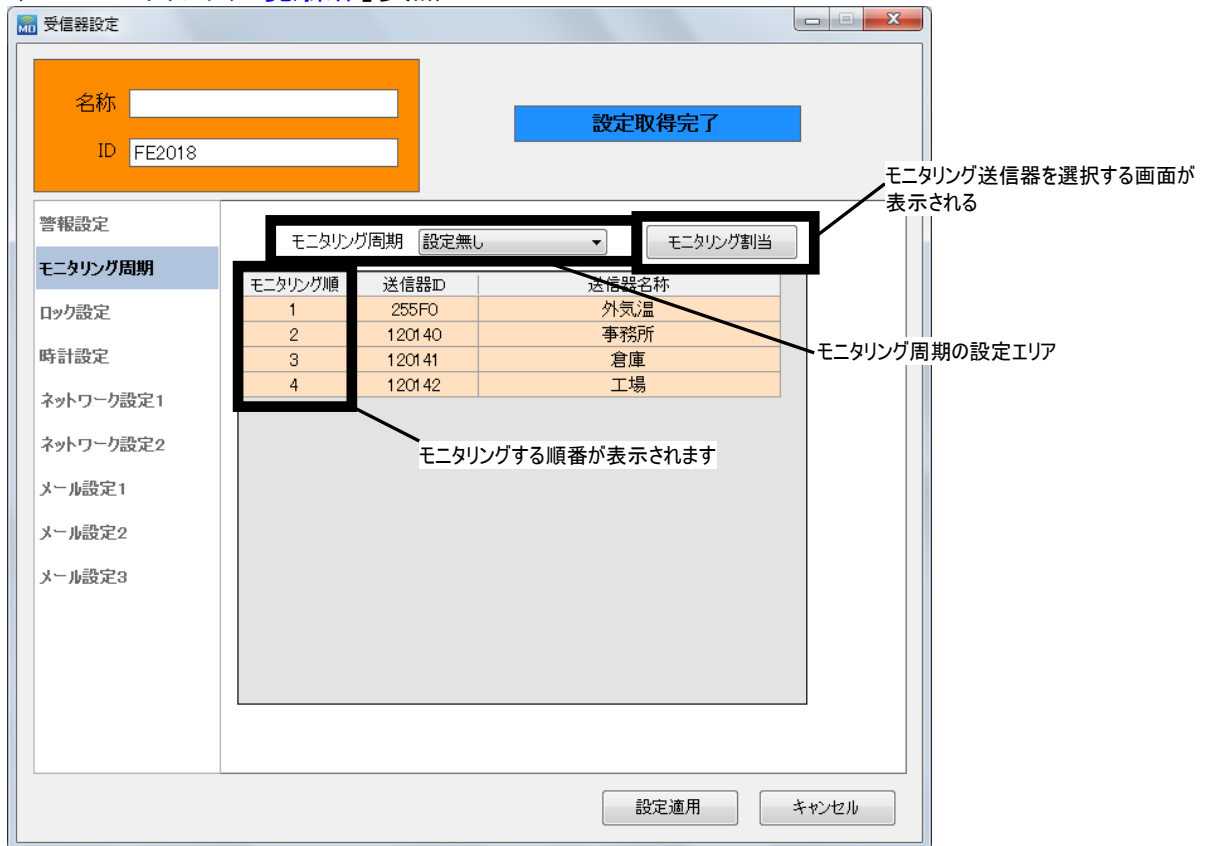 受信器設定
名称
設定取得完了
ID FE2018
モニタリング送信器を選択する画面が
表示される
警報設定
モニタリング周期
ロック設定
時計設定
ネットワーク設定1
ネットワーク設定2
メール設定1
メール設定2
メール設定3
モニタリング周期 設定無し モニタリング割当
モニタリング順 送信器ID 送信器名称
1 255F0 外気温
2 120140 事務所
3 120141 倉庫
4 120142 工場
モニタリング周期の設定エリア
モニタリングする順番が表示されます
設定適用 キャンセル